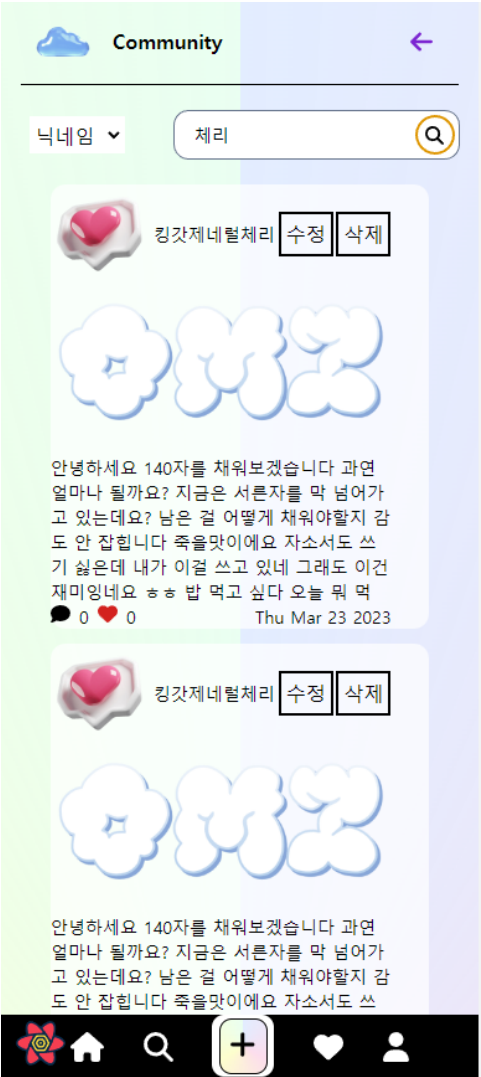 Community
닉네임
체리
킹갓제네럴체리 수정 삭제
OMZ
안녕하세요 140자를 채워보겠습니다 과연
얼마나 될까요? 지금은 서른자를 막 넘어가
고 있는데요? 남은 걸 어떻게 채워야할지 감
도 안 잡힙니다 죽을맛이에요 자소서도 쓰
기 싫은데 내가 이걸 쓰고 있네 그래도 이건
재미잉네요 ㅎㅎ 밥 먹고 싶다 오늘 뭐 먹
0 0 Thu Mar 23 2023
킹갓제네럴체리 수정 삭제
OMZ
안녕하세요 140자를 채워보겠습니다 과연
얼마나 될까요? 지금은 서른자를 막 넘어가
고 있는데요? 남은 걸 어떻게 채워야할지 감
도 안 잡힙니다 죽을맛이에요 자소서도 쓰